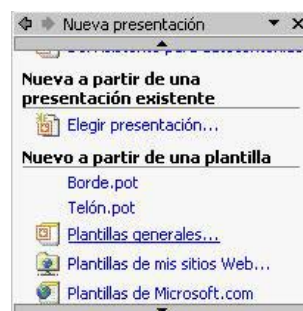 Nueva presentación
Nueva a partir de una
presentación existente
Elegir presentación...
Nuevo a partir de una plantilla
Borde.pot
Telón.pot
Plantillas generales...
Plantillas de mis sitios Web...
Plantillas de Microsoft.com